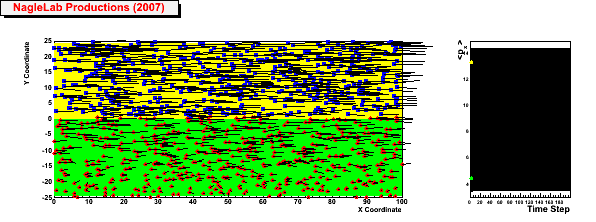 NagleLab Productions (2007)
Y Coordinate
25
20
15
10
5
0
-5
-10
-15
-20
-25
0 10 20 30 40 50 60 70 80 90 100
X Coordinate
14
12
10
8
6
4
20 40 60 80 100 120 140 160 180
Time Step